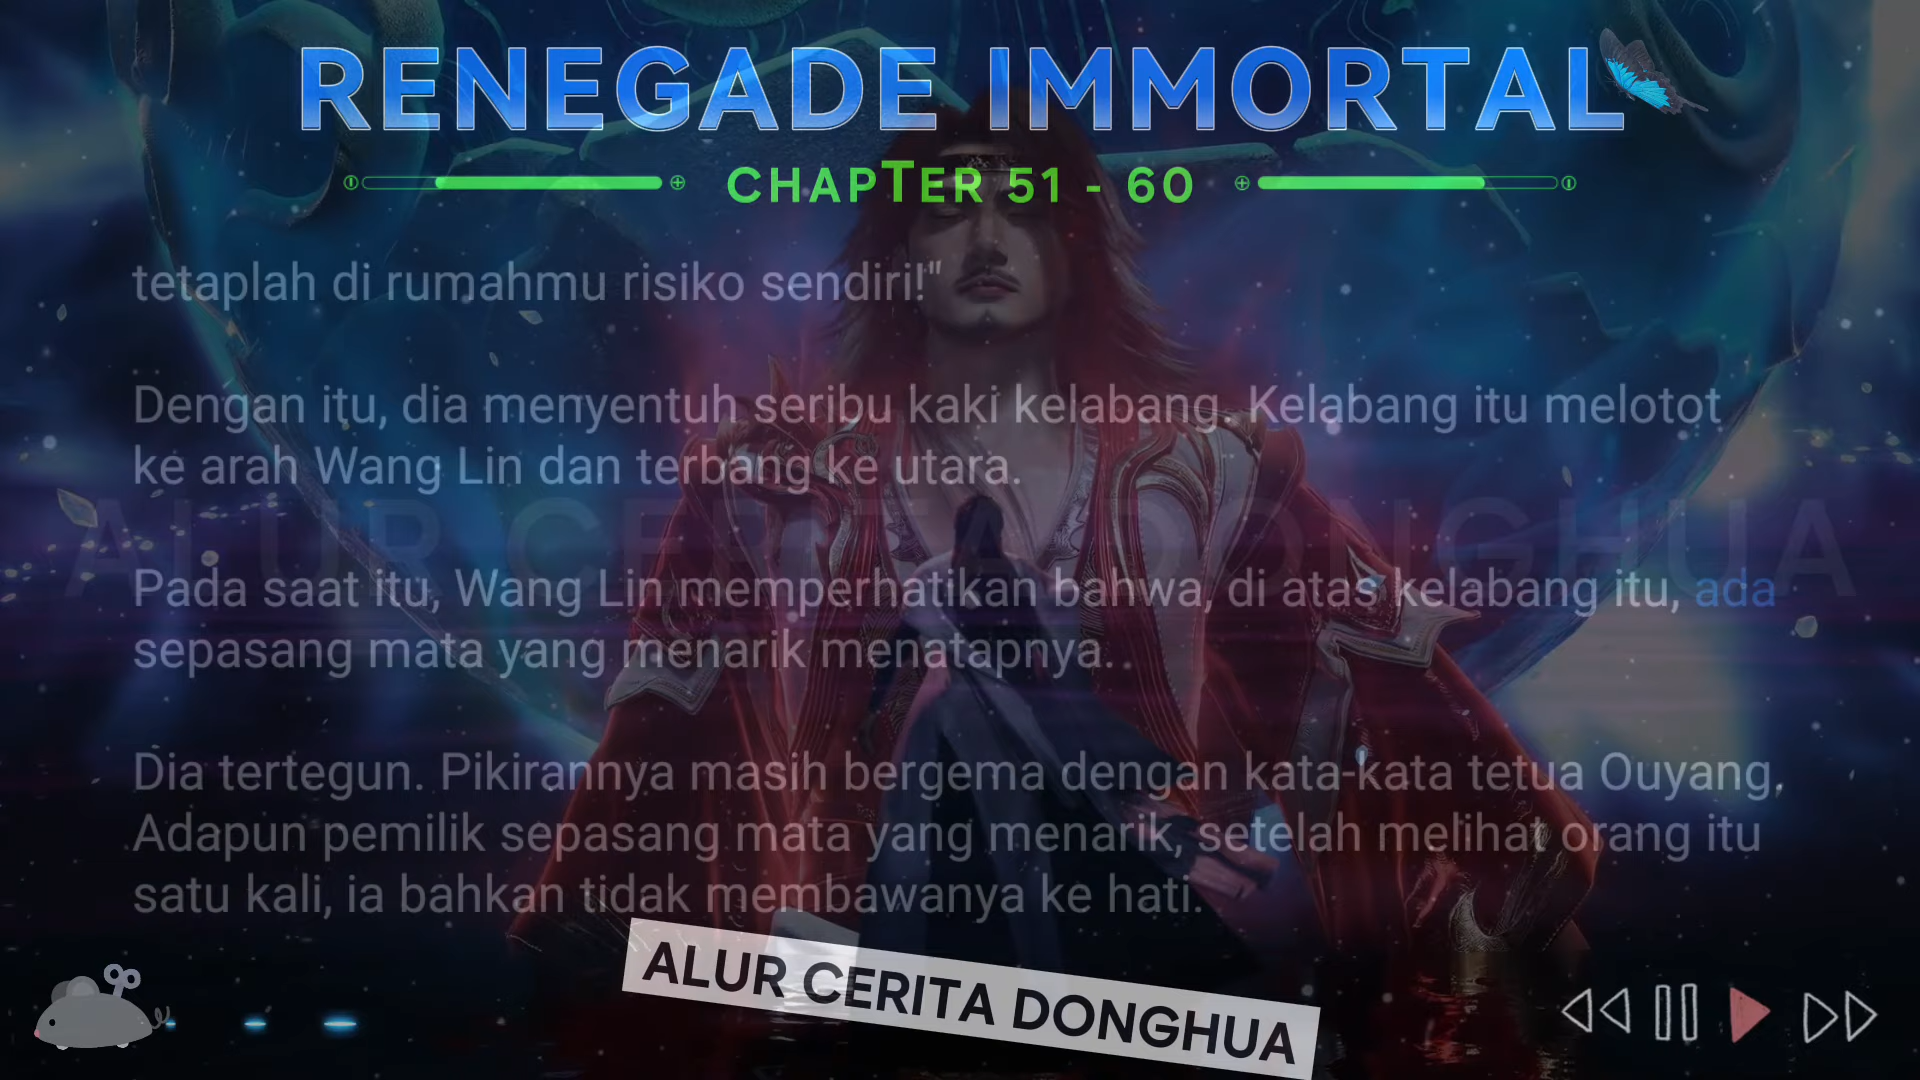 RENEGADE IMMORTAL
CHAPTER 51 - 60
tetaplah di rumahmu risiko sendiri!"
Dengan itu, dia menyentuh seribu kaki kelabang. Kelabang itu melotot
ke arah Wang Lin dan terbang ke utara.
ALUR CERITA DONGHUA
Pada saat itu, Wang Lin memperhatikan bahwa, di atas kelabang itu, ada
sepasang mata yang menarik menatapnya.
Dia tertegun. Pikirannya masih bergema dengan kata-kata tetua Ouyang,
Adapun pemilik sepasang mata yang menarik, setelah melihat orang itu
satu kali, ia bahkan tidak membawanya ke hati.
ALUR CERITA DONGHUA